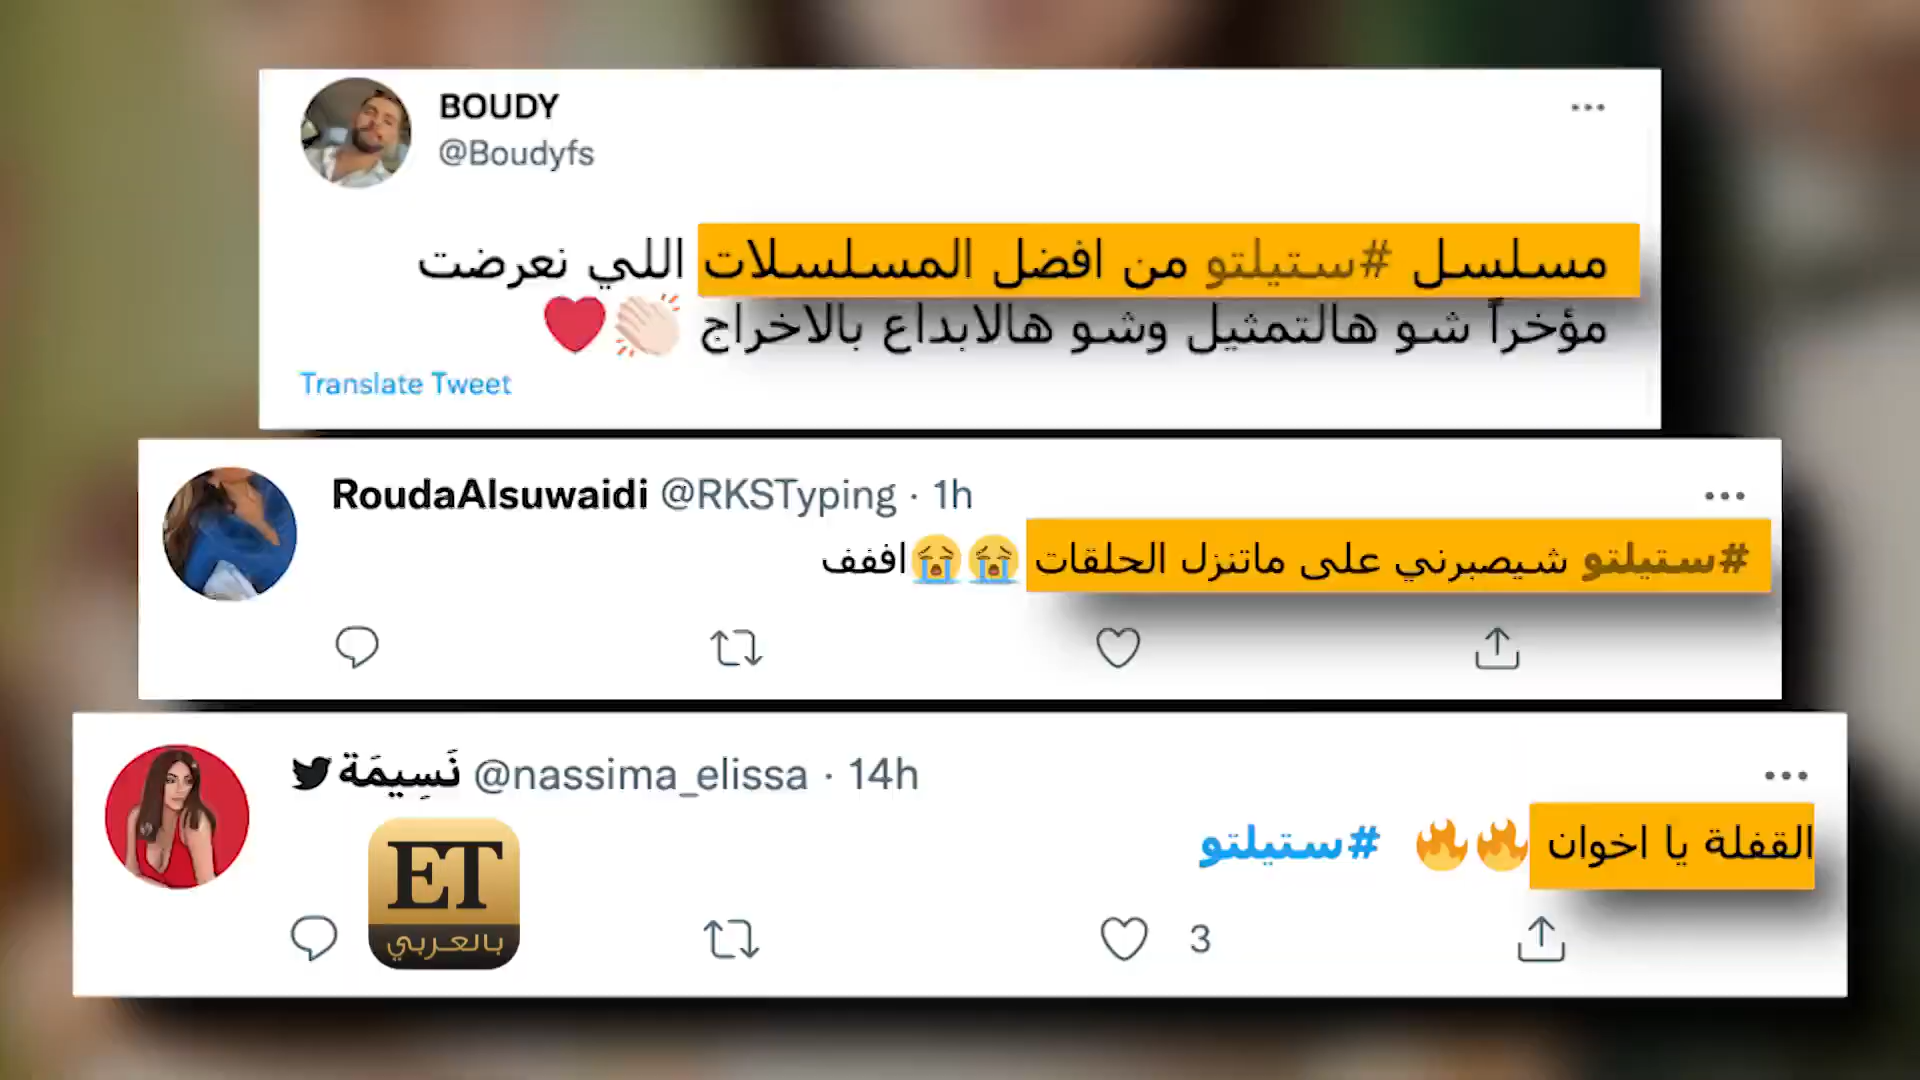 BOUDY
@Boudyfs
مسلسل #ستيلتو من افضل المسلسلات اللي نعرضت
مؤخراً شو هالتمثيل وشو هالابداع بالاخراج 👏🏻❤️
Translate Tweet
RoudaAlsuwaidi @RKSTyping · 1h
#ستيلتو شيصبرني على ماتنزل الحلقات 😭😭اففف
نَسِيمَة @nassima_elissa · 14h
القفلة يا اخوان 🔥🔥 #ستيلتو
ET
بالعربي
3